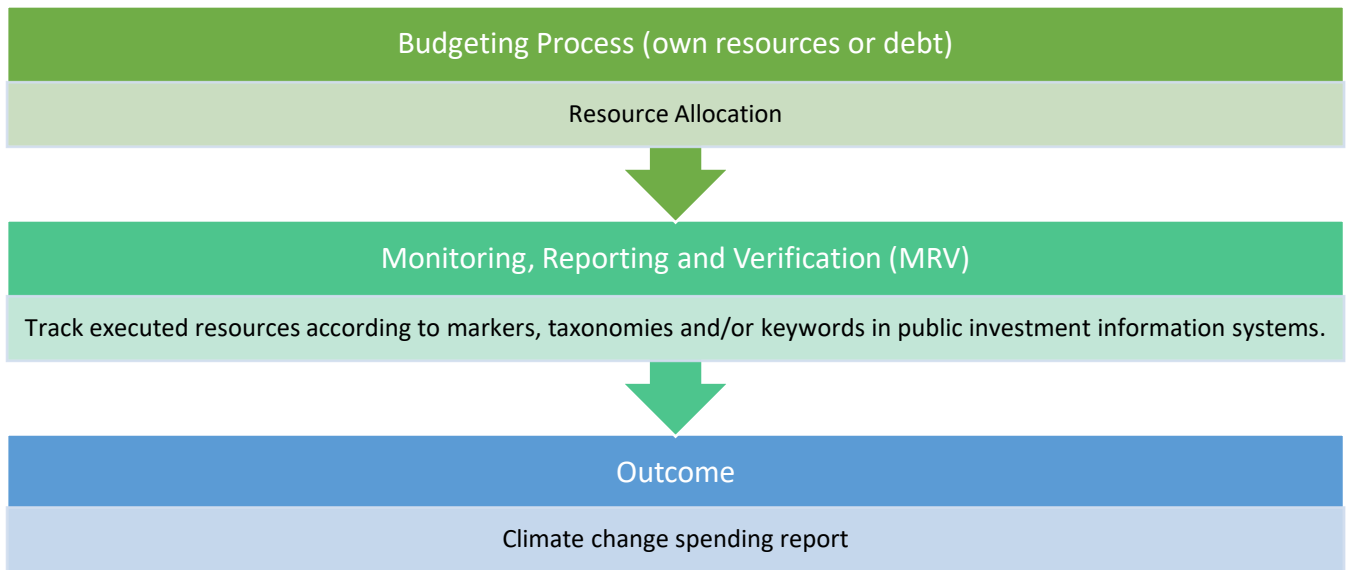 Budgeting Process (own resources or debt)
Resource Allocation
Monitoring, Reporting and Verification (MRV)
Track executed resources according to markers, taxonomies and/or keywords in public investment information systems.
Outcome
Climate change spending report